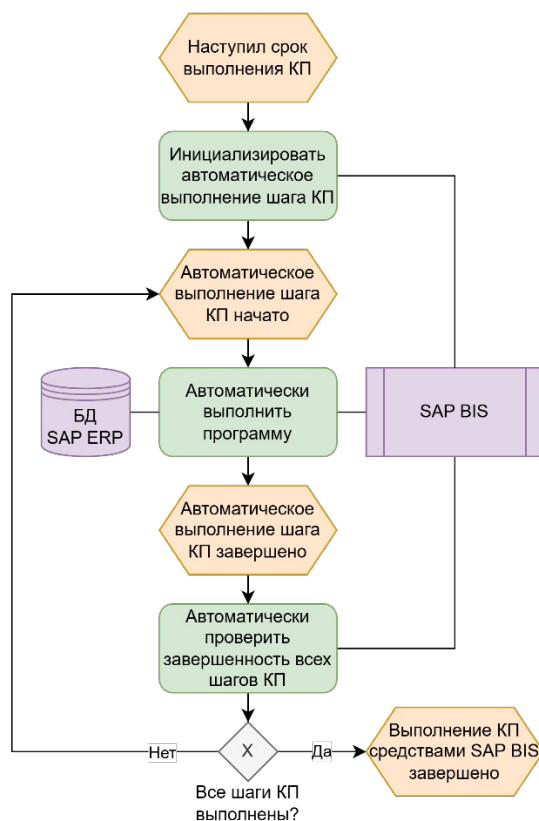 Наступил срок
выполнения КП
Инициализировать
автоматическое
выполнение шага КП
Автоматическое
выполнение шага
КП начато
БД
SAP ERP
Автоматически
выполнить
программу
SAP BIS
Автоматическое
выполнение шага
КП завершено
Автоматически
проверить
завершенность всех
шагов КП
Нет
X
Да
Выполнение КП
средствами SAP BIS
завершено
Все шаги КП
выполнены?